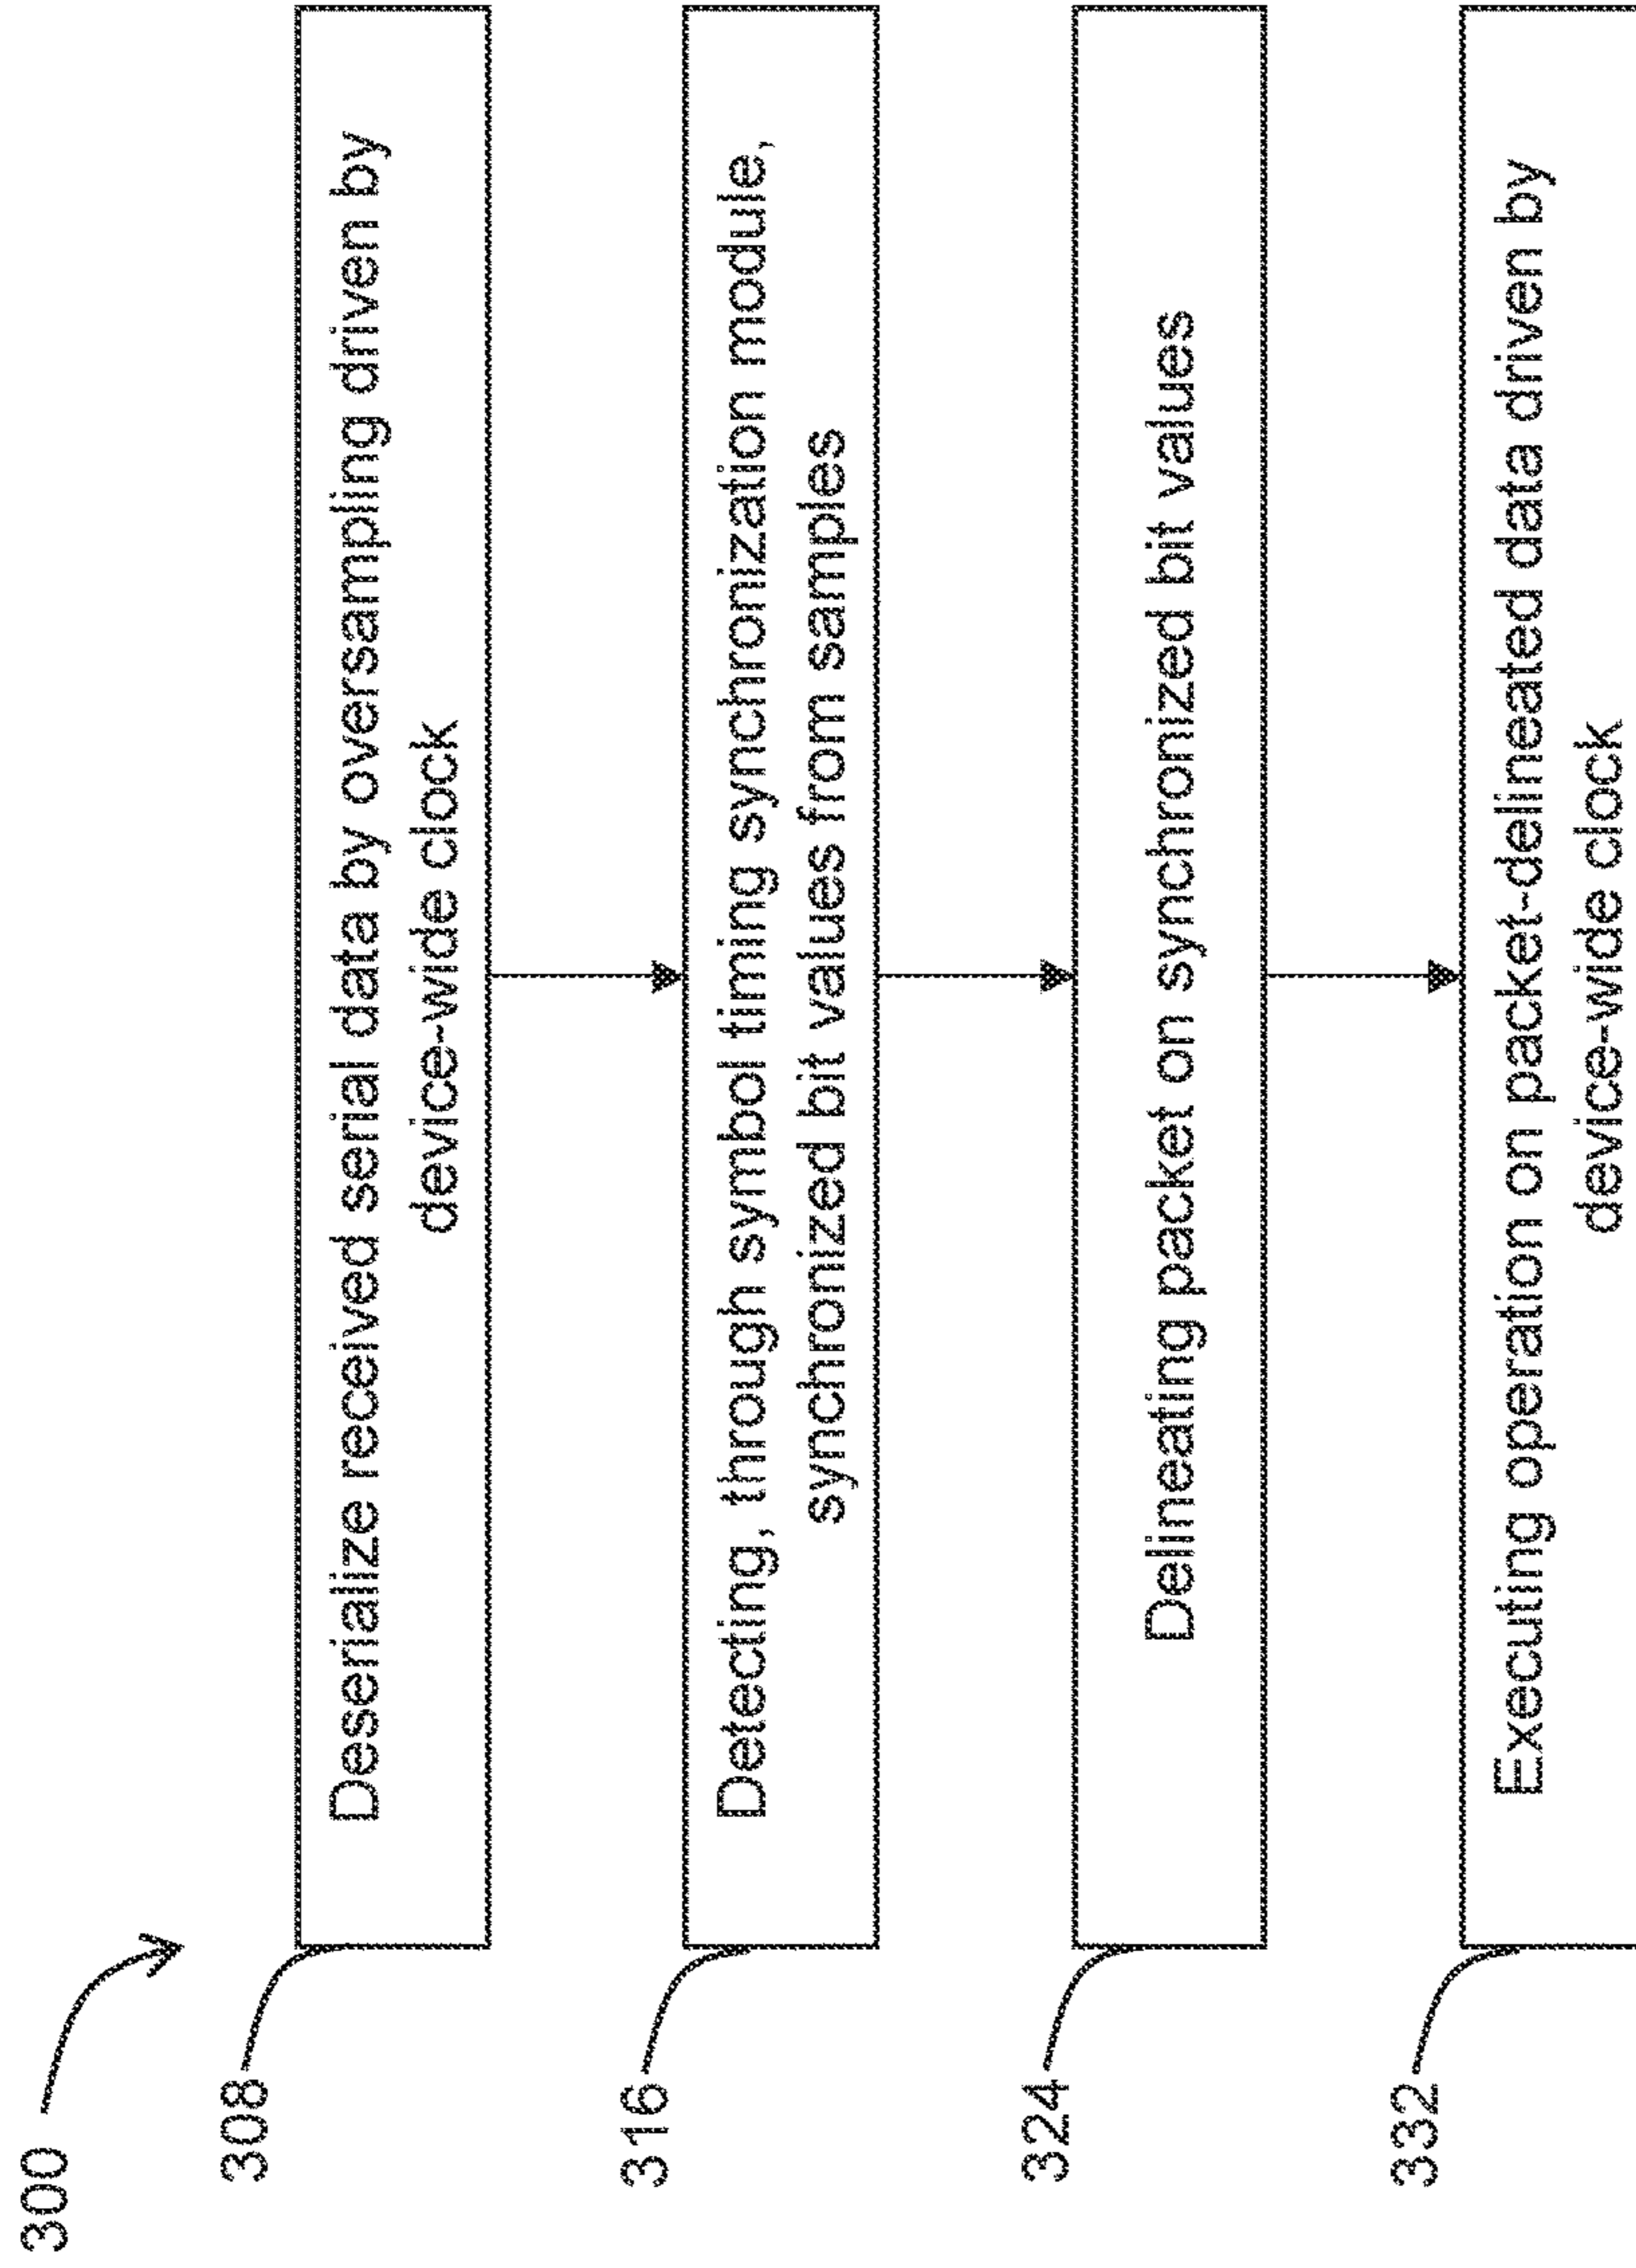 300
308
Deserialize received serial data by oversampling driven by
device-wide clock
316
Detecting, through symbol timing synchronization module,
synchronized bit values from samples
324
Delineating packet on synchronized bit values
332
Executing operation on packet-delineated data driven by
device-wide clock